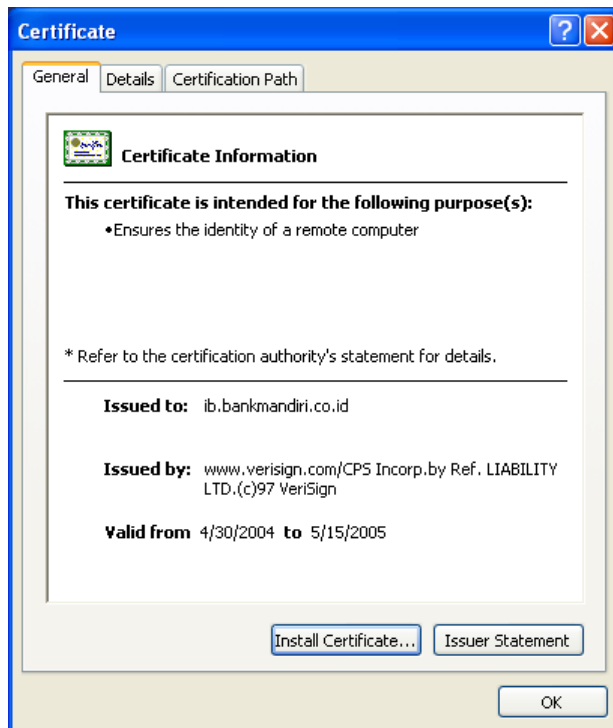 Certificate
General
Details
Certification Path
Certificate Information
This certificate is intended for the following purpose(s):
•Ensures the identity of a remote computer
* Refer to the certification authority's statement for details.
Issued to: ib.bankmandiri.co.id
Issued by: www.verisign.com/CPS Incorp.by Ref. LIABILITY
LTD.(c)97 VeriSign
Valid from 4/30/2004 to 5/15/2005
Install Certificate...
Issuer Statement
OK